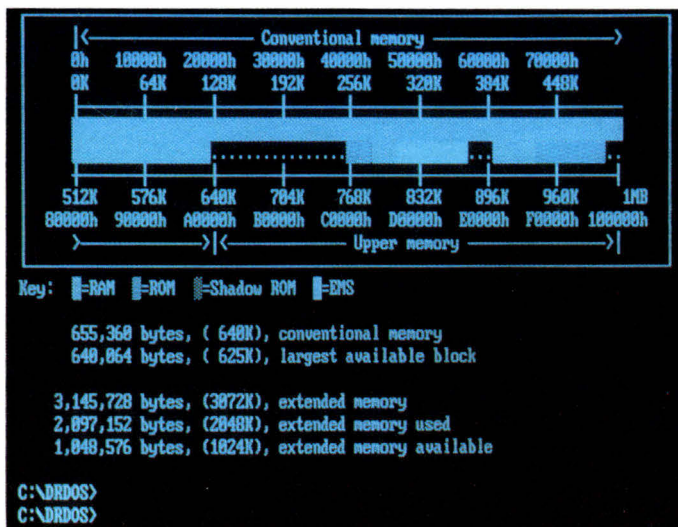 |<——— Conventional memory ———>
0h 10000h 20000h 30000h 40000h 50000h 60000h 70000h
0K 64K 128K 192K 256K 320K 384K 448K
512K 576K 640K 704K 768K 832K 896K 960K 1MB
80000h 90000h A0000h B0000h C0000h D0000h E0000h F0000h 100000h
>———|<——— Upper memory ———>|
Key: =RAM =ROM =Shadow ROM =EMS
655,360 bytes, ( 640K), conventional memory
640,064 bytes, ( 625K), largest available block
3,145,728 bytes, (3072K), extended memory
2,097,152 bytes, (2048K), extended memory used
1,048,576 bytes, (1024K), extended memory available
C:\DRDOS>
C:\DRDOS>